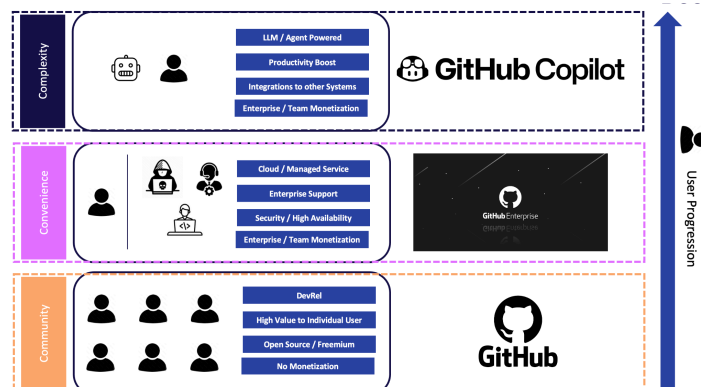 Complexity
LLM / Agent Powered
Productivity Boost
Integrations to other Systems
Enterprise / Team Monetization
GitHub Copilot
Convenience
Cloud / Managed Service
Enterprise Support
Security / High Availability
Enterprise / Team Monetization
GitHub Enterprise
Community
DevRel
High Value to Individual User
Open Source / Freemium
No Monetization
GitHub
User Progression